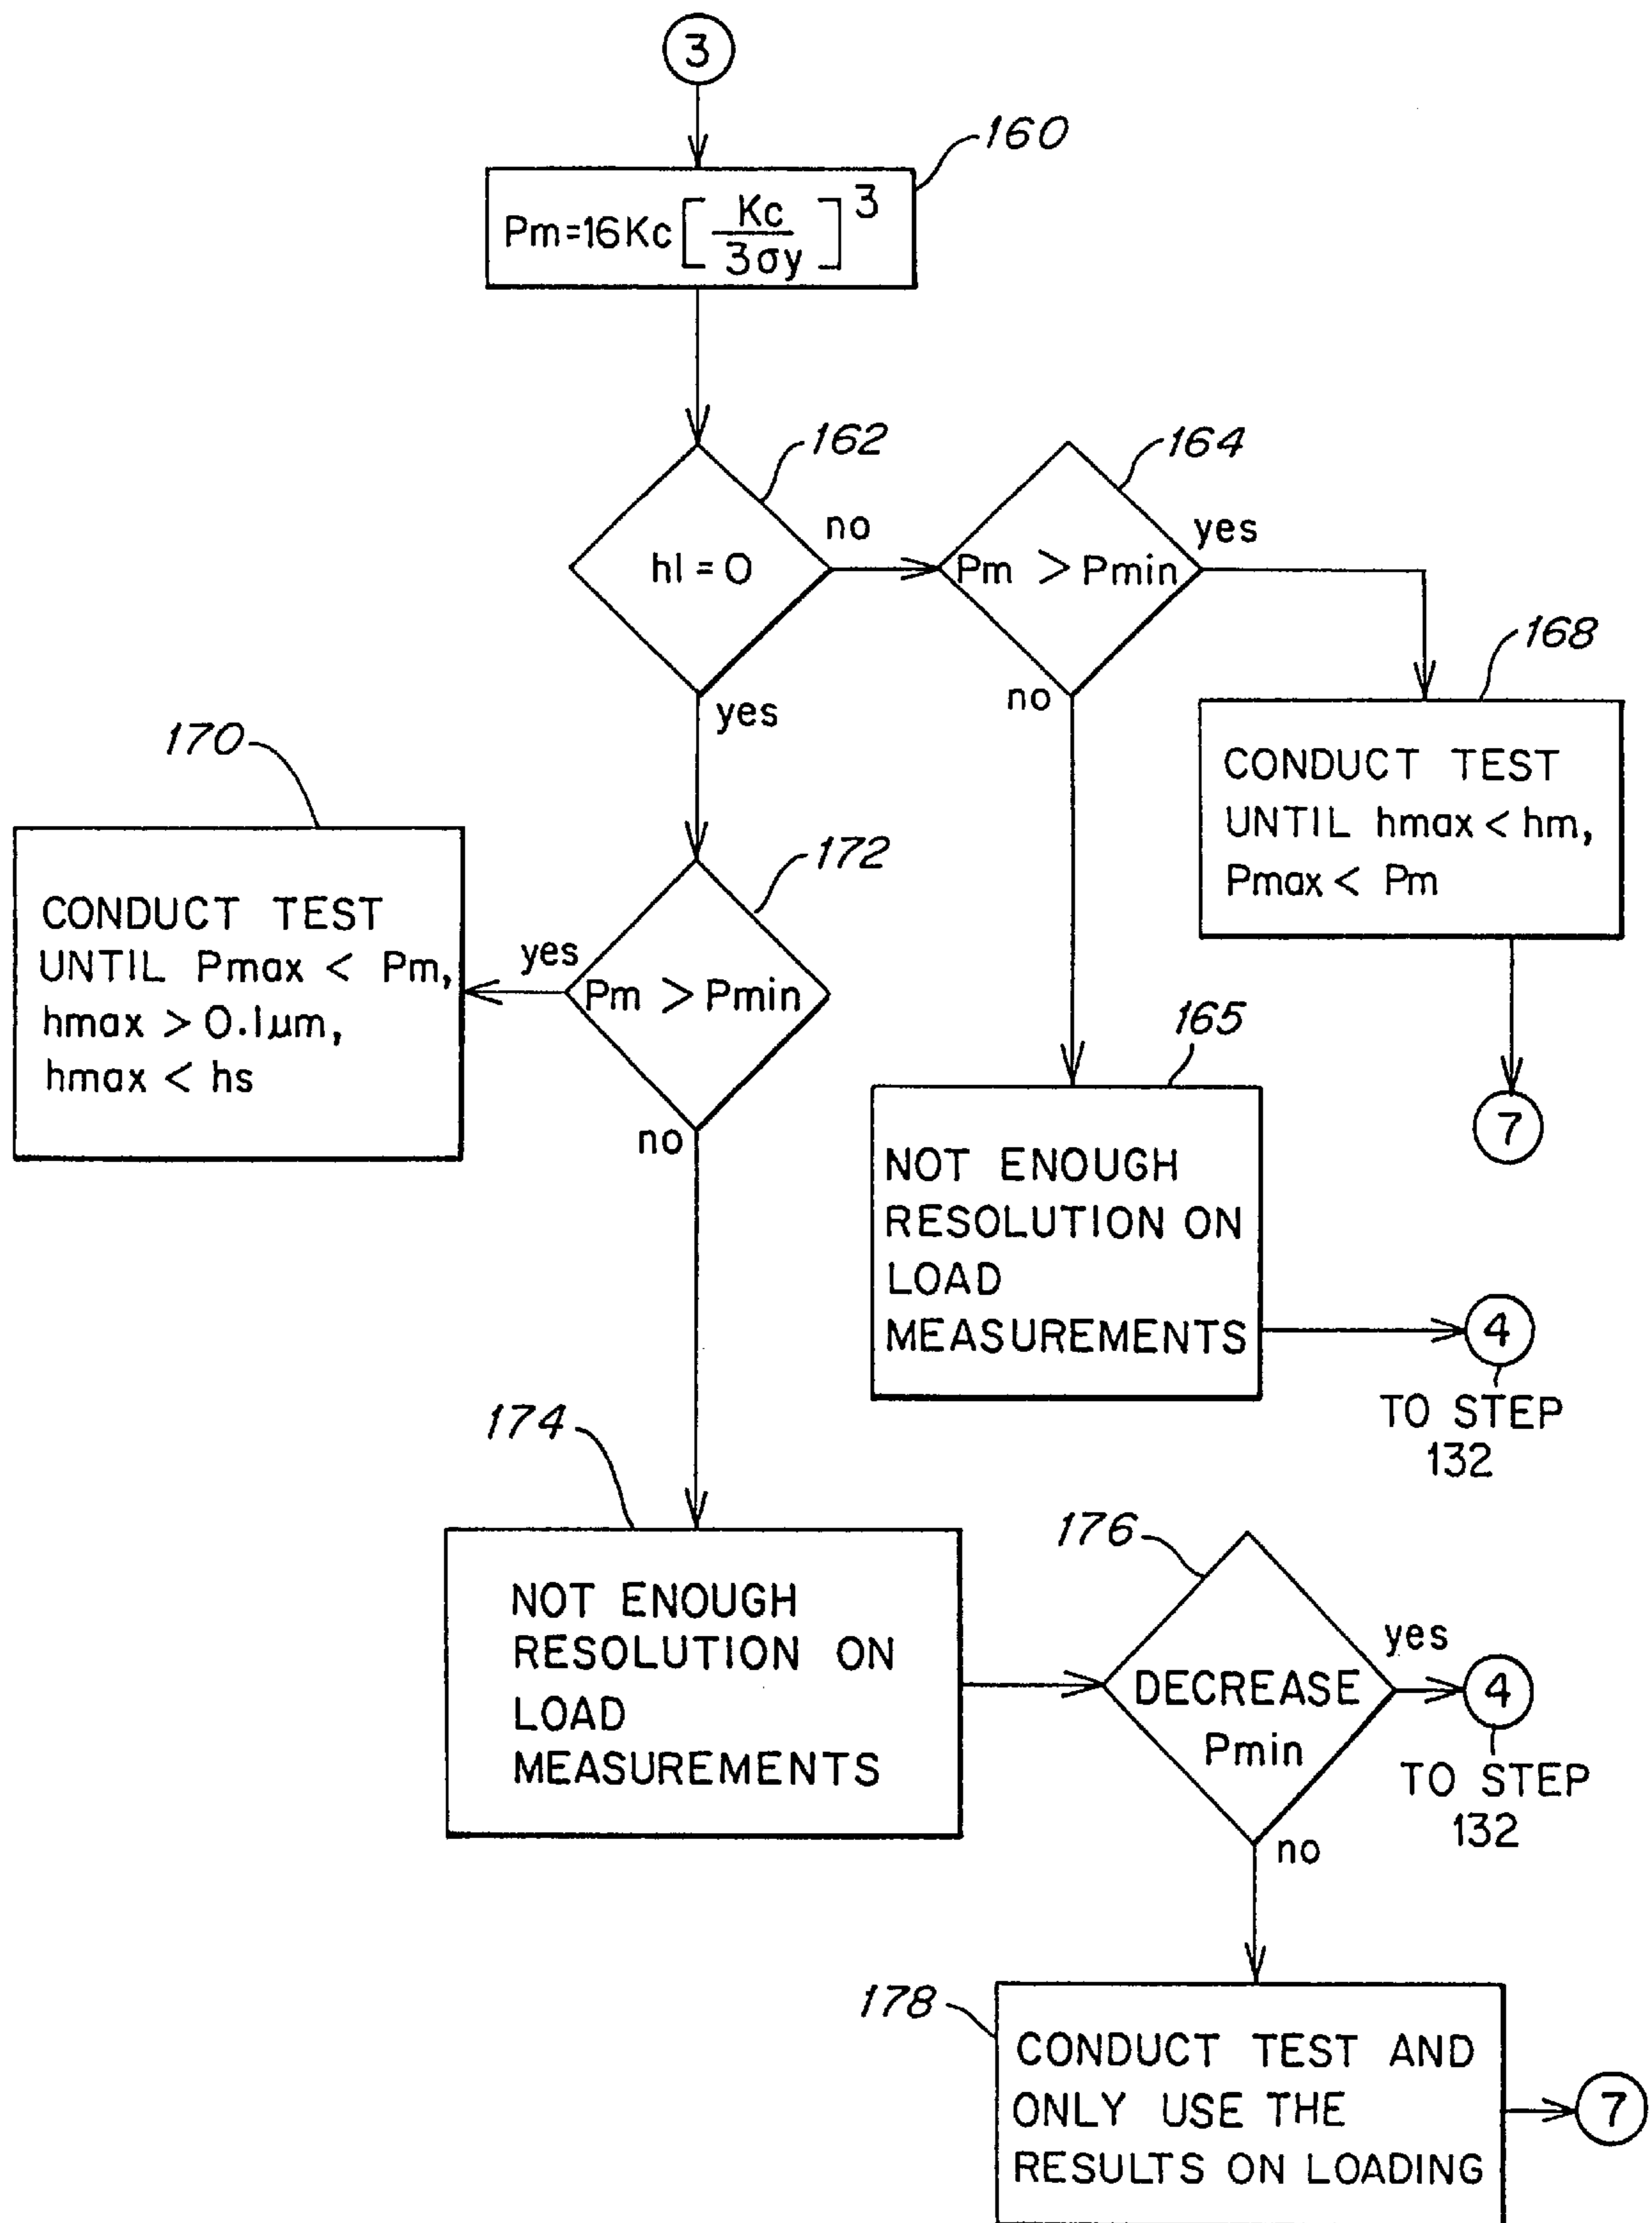 3
160
Pm=16Kc[Kc/3σy]3
162
164
no
yes
hl = 0
Pm > Pmin
168
no
yes
CONDUCT TEST
UNTIL hmax < hm,
Pmax < Pm
170
172
CONDUCT TEST
UNTIL Pmax < Pm,
hmax > 0.1μm,
hmax < hs
yes
Pm > Pmin
no
7
165
NOT ENOUGH
RESOLUTION ON
LOAD
MEASUREMENTS
4
TO STEP
132
174
NOT ENOUGH
RESOLUTION ON
LOAD
MEASUREMENTS
176
DECREASE
Pmin
yes
4
TO STEP
132
no
178
CONDUCT TEST AND
ONLY USE THE
RESULTS ON LOADING
7